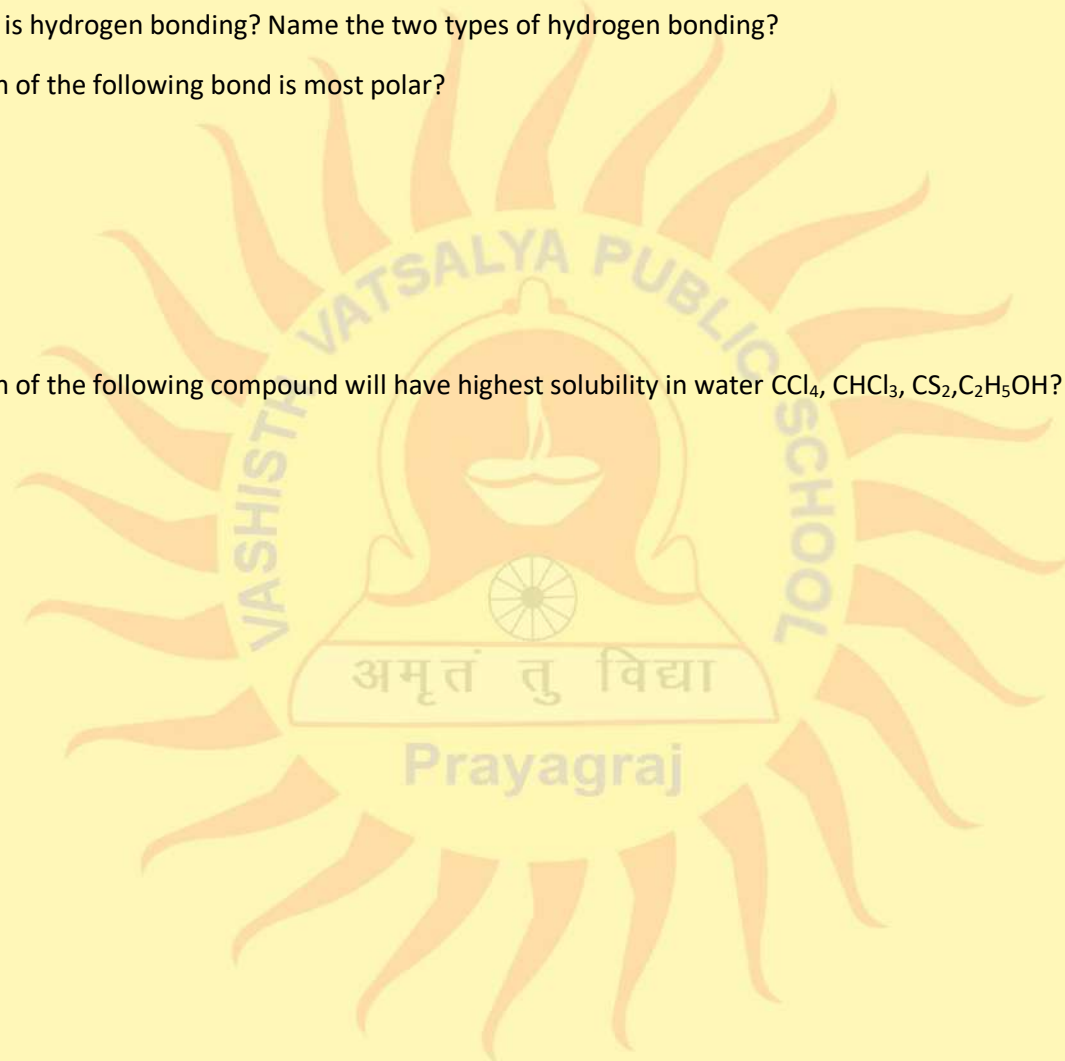 is hydrogen bonding? Name the two types of hydrogen bonding?
of the following bond is most polar?
of the following compound will have highest solubility in water CCl₄, CHCl₃, CS₂,C₂H₅OH?
VASHISTH VATSALYA PUBLIC SCHOOL
अमृतं तु विद्या
Prayagraj